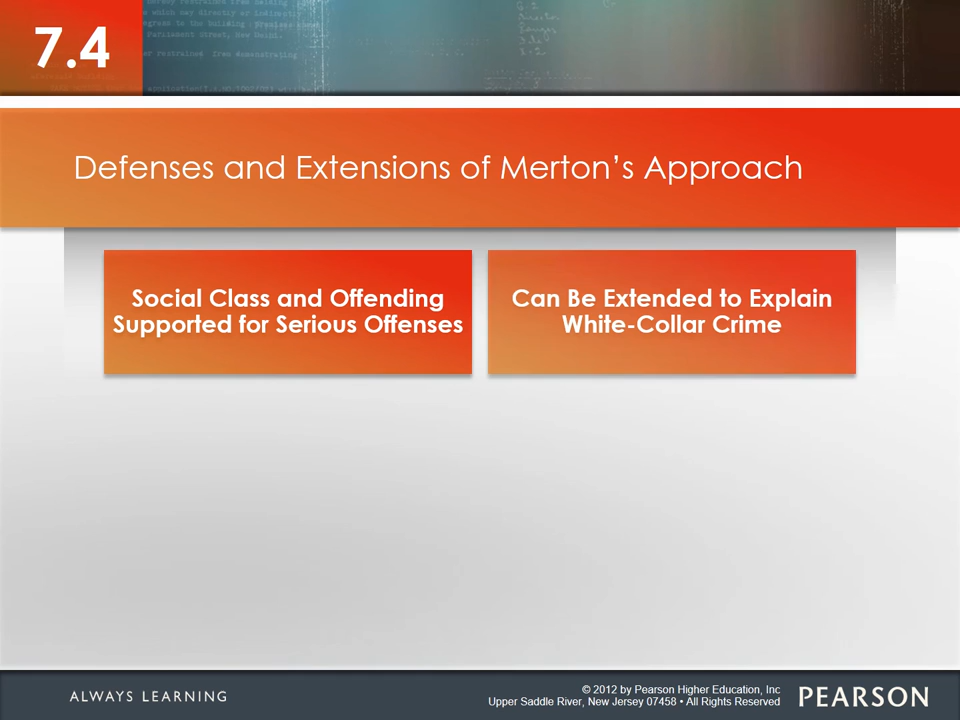 7.4
Defenses and Extensions of Merton's Approach
Social Class and Offending
Supported for Serious Offenses
Can Be Extended to Explain
White-Collar Crime
ALWAYS LEARNING
© 2012 by Pearson Higher Education, Inc
Upper Saddle River, New Jersey 07458 • All Rights Reserved
PEARSON